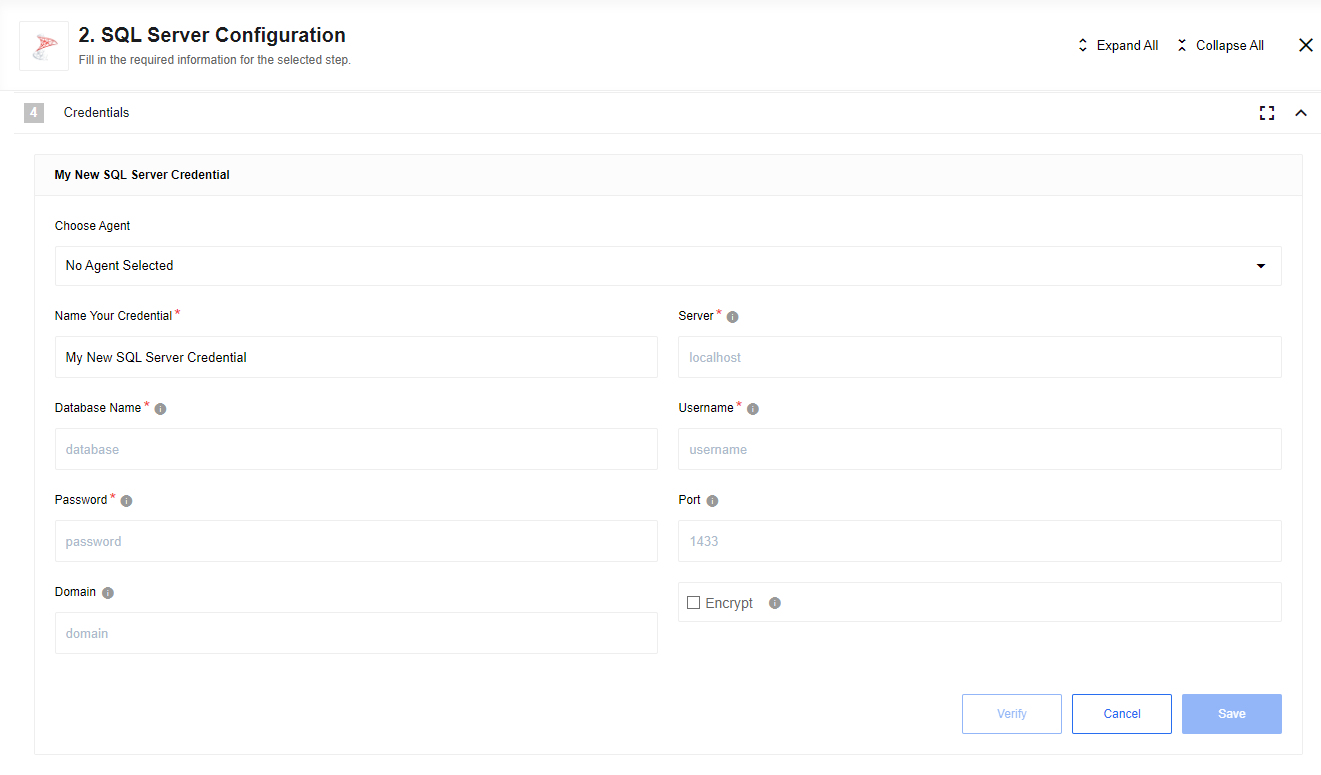 2. SQL Server Configuration
Fill in the required information for the selected step.
Expand All
Collapse All
4
Credentials
My New SQL Server Credential
Choose Agent
No Agent Selected
Name Your Credential *
My New SQL Server Credential
Server *
localhost
Database Name *
database
Username *
username
Password *
password
Port
1433
Domain
domain
Encrypt
Verify
Cancel
Save